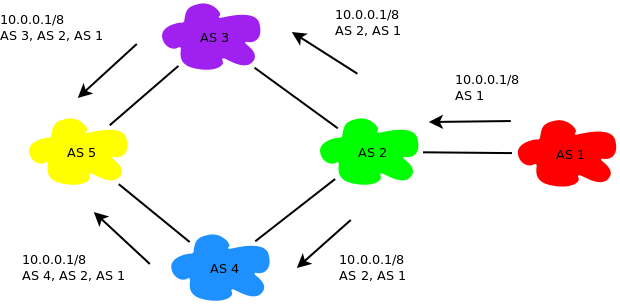 10.0.0.1/8
AS 3, AS 2, AS 1
AS 3
10.0.0.1/8
AS 2, AS 1
10.0.0.1/8
AS 1
AS 5
AS 2
AS 1
10.0.0.1/8
AS 4, AS 2, AS 1
AS 4
10.0.0.1/8
AS 2, AS 1